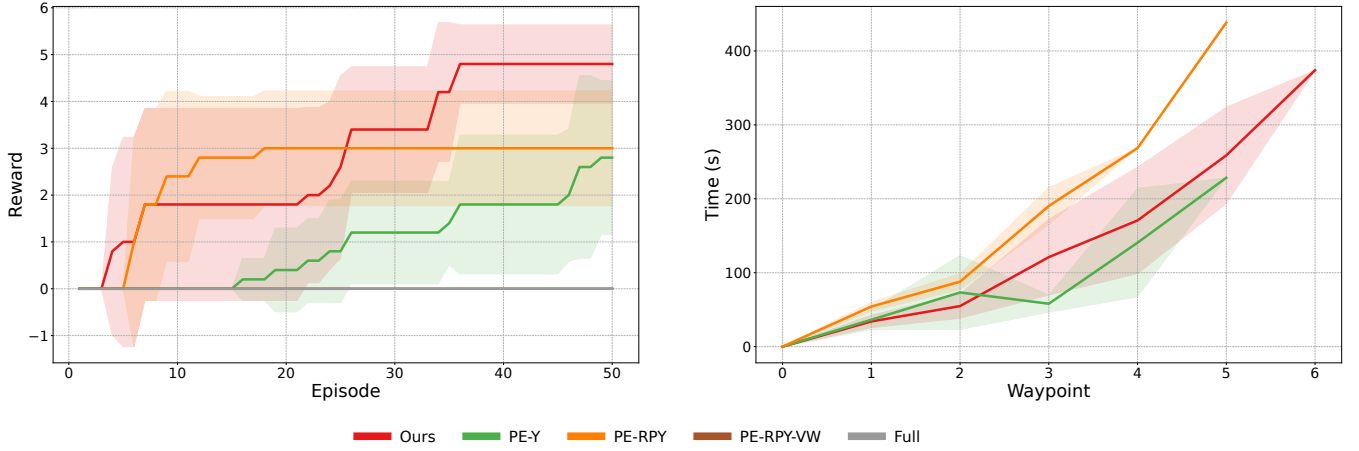 6
5
4
3
2
1
0
−1
Reward
0 10 20 30 40 50
Episode
400
300
200
100
0
Time (s)
0 1 2 3 4 5 6
Waypoint
Ours PE-Y PE-RPY PE-RPY-VW Full